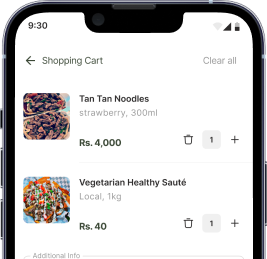 9:30
Shopping Cart Clear all
Tan Tan Noodles
strawberry, 300ml
Rs. 4,000 1
Vegetarian Healthy Sauté
Local, 1kg
Rs. 40 1
Additional Info